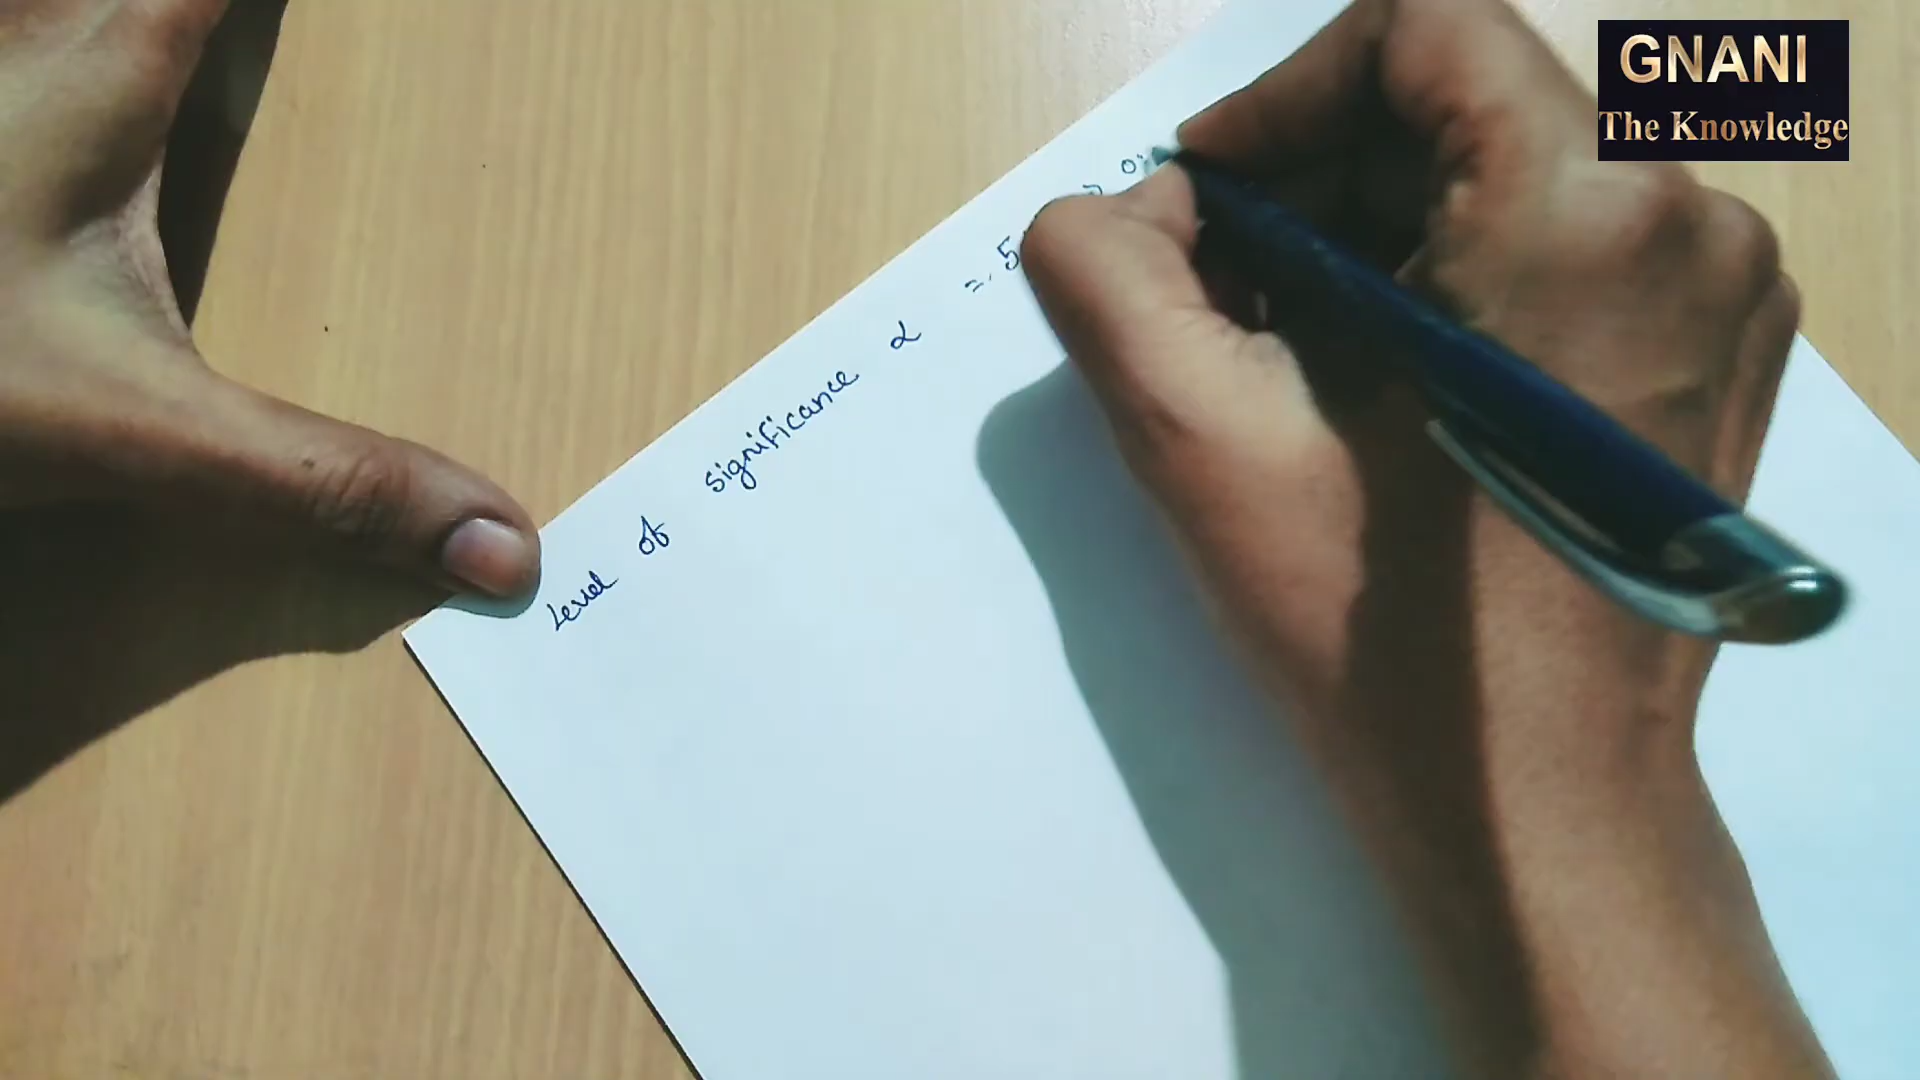 Level of significance α = 5
GNANI
The Knowledge